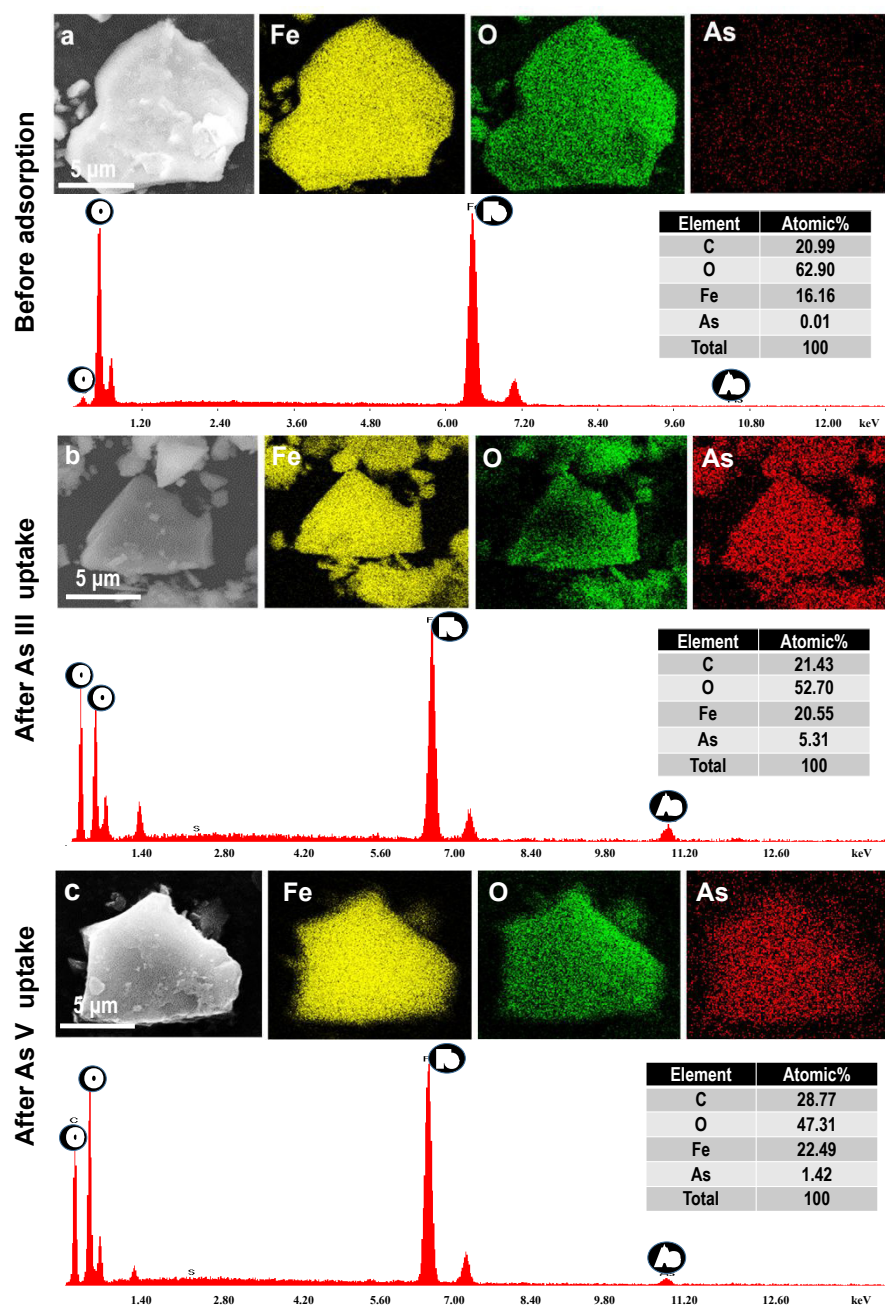 Before adsorption
a
Fe
O
As
5 µm
Element Atomic%
C 20.99
O 62.90
Fe 16.16
As 0.01
Total 100
1.20 2.40 3.60 4.80 6.00 7.20 8.40 9.60 10.80 12.00 keV
After As III uptake
b
Fe
O
As
5 µm
Element Atomic%
C 21.43
O 52.70
Fe 20.55
As 5.31
Total 100
S
1.40 2.80 4.20 5.60 7.00 8.40 9.80 11.20 12.60 keV
After As V uptake
c
Fe
O
As
5 µm
Element Atomic%
C 28.77
O 47.31
Fe 22.49
As 1.42
Total 100
C
S
1.40 2.80 4.20 5.60 7.00 8.40 9.80 11.20 12.60 keV